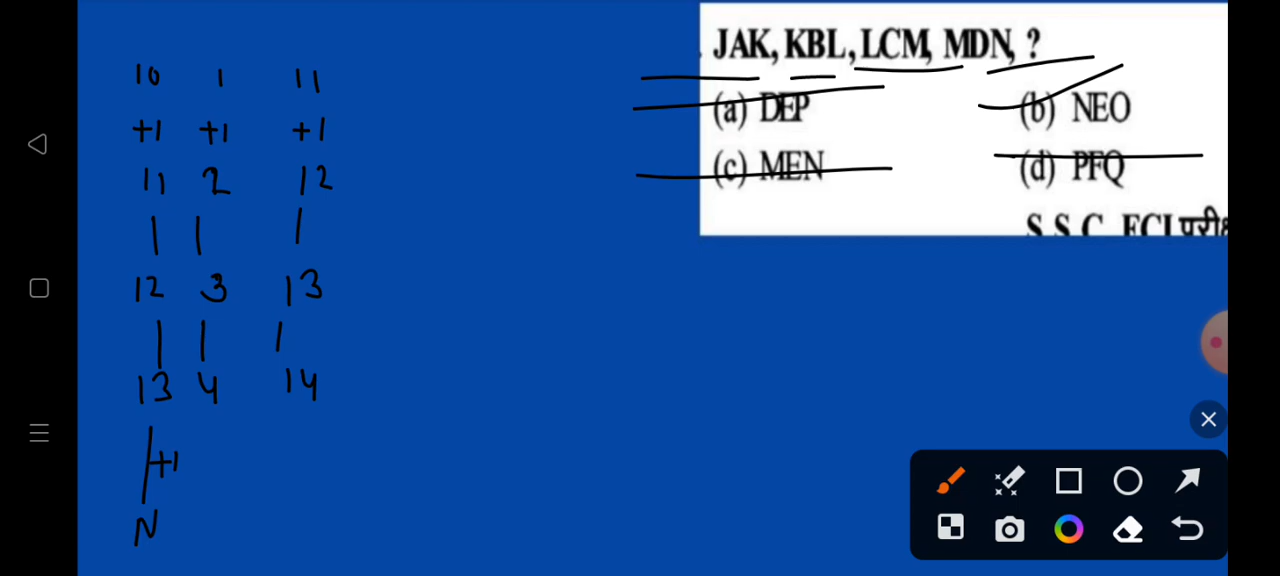 JAK, KBL, LCM, MDN, ?
(a) DEP (b) NEO
(c) MEN (d) PFQ
S.S.C. FCI
10 1 11
+1 +1 +1
11 2 12
| | |
12 3 13
| | |
13 4 14
+1
N